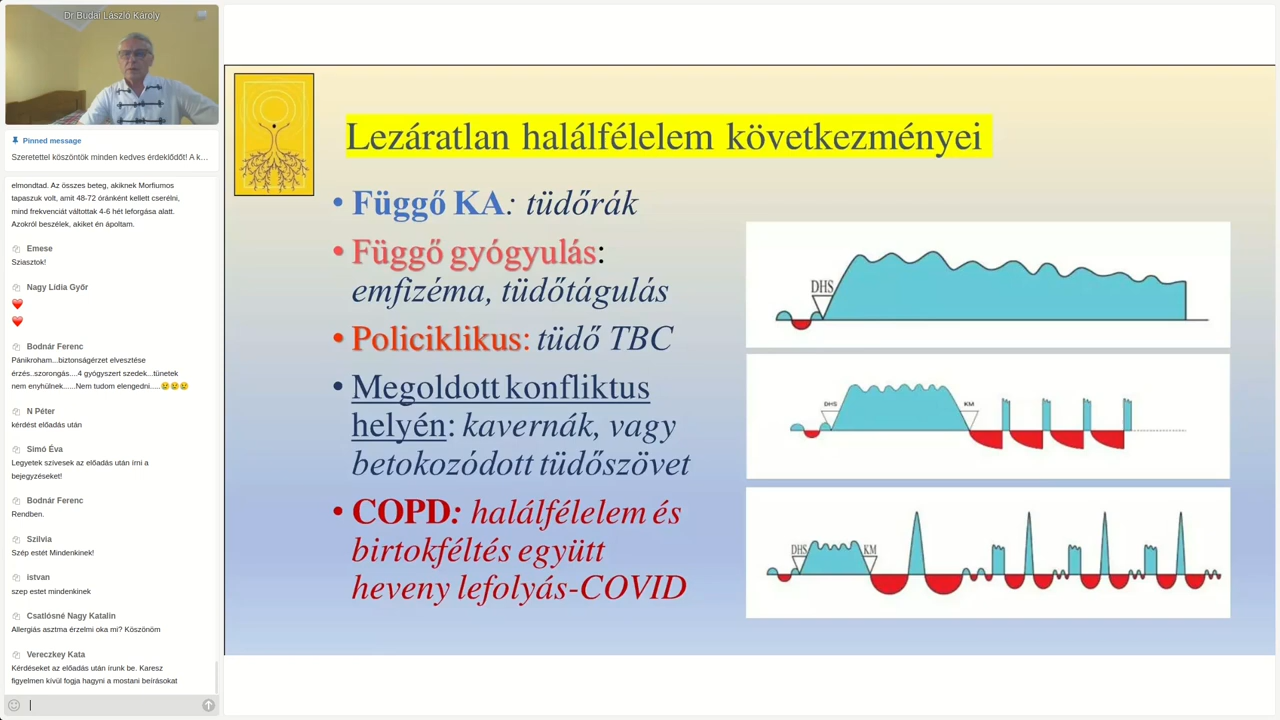 Dr Budai László Károly
Pinned message
Szeretettel köszöntök minden kedves érdeklődőt! A k…
elmondtad. Az összes beteg, akiknek Morfiumos
tapaszuk volt, amit 48-72 óránként kellett cserélni,
mind frekvenciát váltottak 4-6 hét leforgása alatt.
Azokról beszélek, akiket én ápoltam.
Emese
Sziasztok!
Nagy Lídia Győr
Bodnár Ferenc
Pánikroham...biztonságérzet elvesztése
érzés..szorongás....4 gyógyszert szedek...tünetek
nem enyhülnek......Nem tudom elengedni.....😢😢😢
N Péter
kérdést előadás után
Simó Éva
Legyetek szívesek az előadás után írni a
bejegyzéseket!
Bodnár Ferenc
Rendben.
Szilvia
Szép estét Mindenkinek!
istvan
szep estet mindenkinek
Csatlósné Nagy Katalin
Allergiás asztma érzelmi oka mi? Köszönöm
Vereczkey Kata
Kérdéseket az előadás után írunk be. Karesz
figyelmen kívül fogja hagyni a mostani beírásokat
Lezáratlan halálfélelem következményei
• Függő KA: tüdőrák
• Függő gyógyulás:
emfizéma, tüdőtágulás
• Policiklikus: tüdő TBC
• Megoldott konfliktus
helyén: kavernák, vagy
betokozódott tüdőszövet
• COPD: halálfélelem és
birtokféltés együtt
heveny lefolyás-COVID
DHS
DHS KM
DHS KM